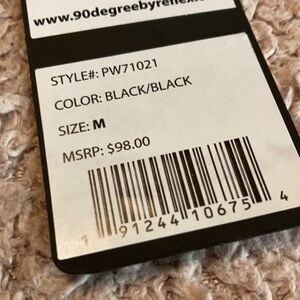 www.90degreebyreflex
STYLE#: PW71021
COLOR: BLACK/BLACK
SIZE: M
MSRP: $98.00
1 91244 10675 4